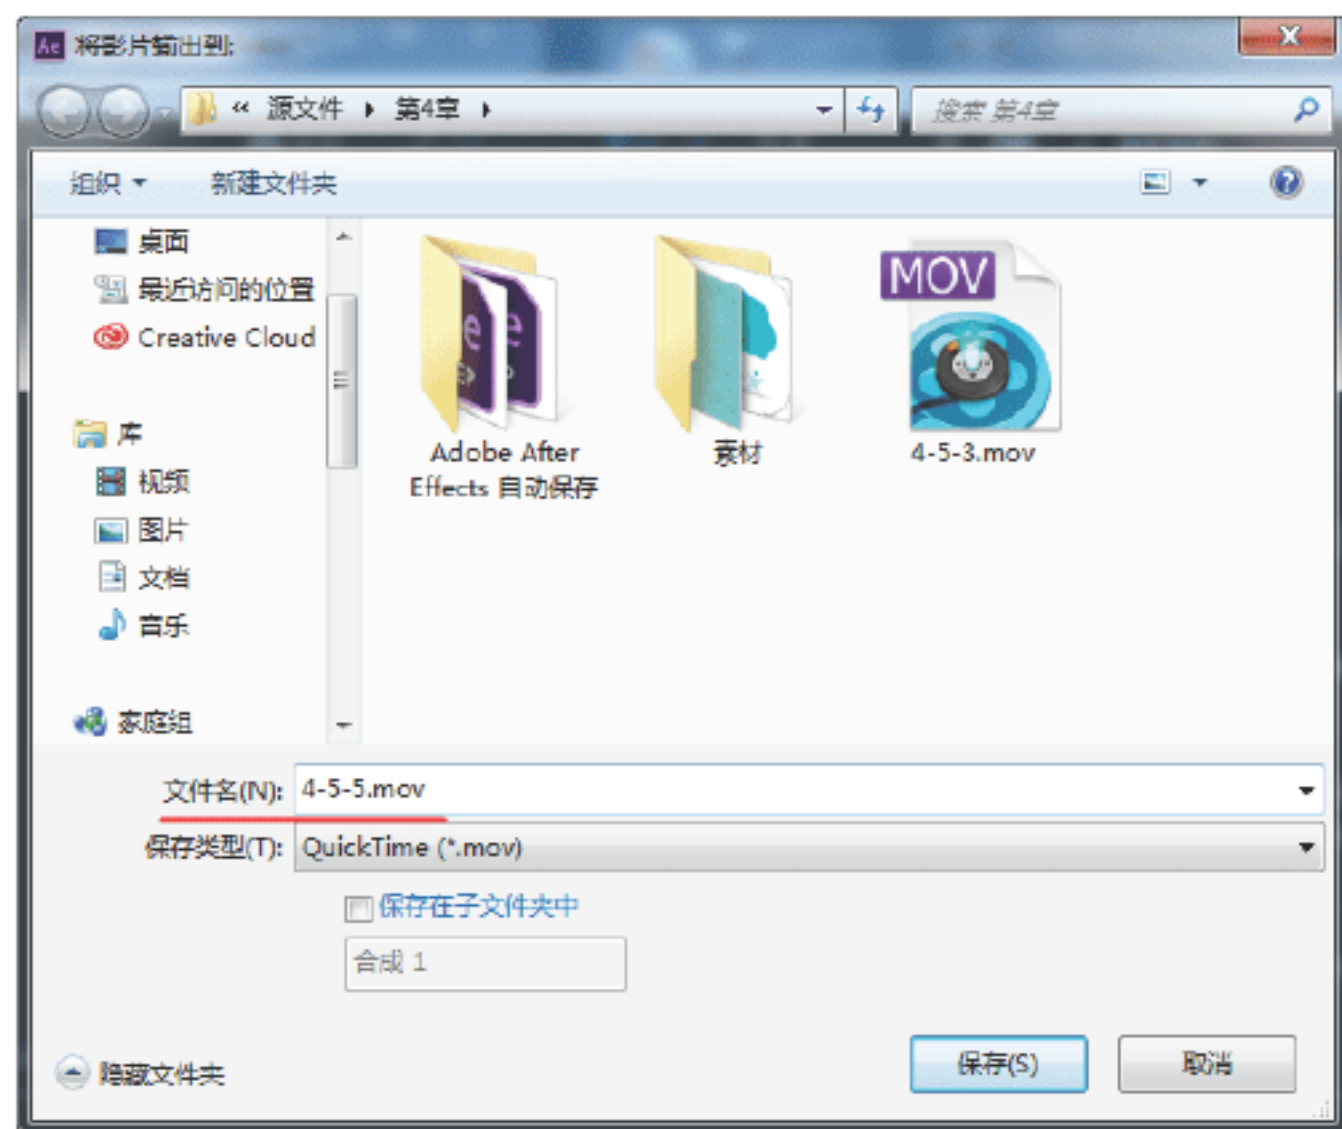 Ae 将影片输出到:
« 源文件 ▸ 第4章 ▸
搜索 第4章
组织 新建文件夹
桌面
最近访问的位置
Creative Cloud
库
视频
图片
文档
音乐
家庭组
Adobe After
Effects 自动保存
素材
MOV
4-5-3.mov
文件名(N): 4-5-5.mov
保存类型(T): QuickTime (*.mov)
保存在子文件夹中
合成 1
隐藏文件夹
保存(S) 取消